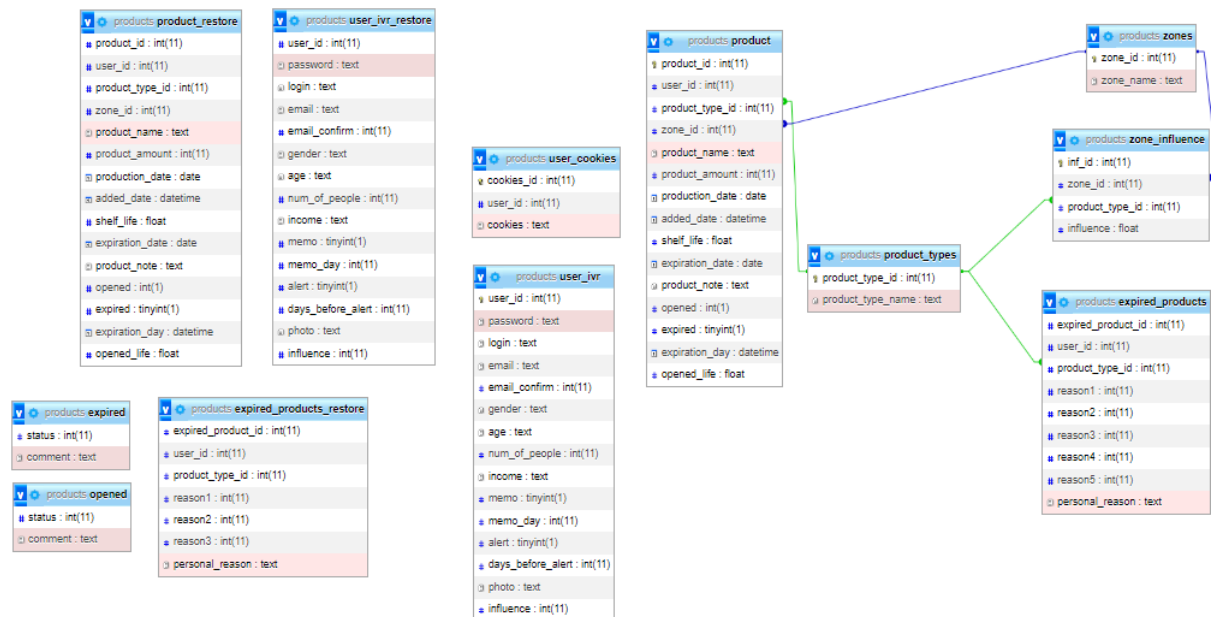 products product_restore
product_id : int(11)
user_id : int(11)
product_type_id : int(11)
zone_id : int(11)
product_name : text
product_amount : int(11)
production_date : date
added_date : datetime
shelf_life : float
expiration_date : date
product_note : text
opened : int(1)
expired : tinyint(1)
expiration_day : datetime
opened_life : float
products user_ivr_restore
user_id : int(11)
password : text
login : text
email : text
email_confirm : int(11)
gender : text
age : text
num_of_people : int(11)
income : text
memo : tinyint(1)
memo_day : int(11)
alert : tinyint(1)
days_before_alert : int(11)
photo : text
influence : int(11)
products expired
status : int(11)
comment : text
products opened
status : int(11)
comment : text
products expired_products_restore
expired_product_id : int(11)
user_id : int(11)
product_type_id : int(11)
reason1 : int(11)
reason2 : int(11)
reason3 : int(11)
personal_reason : text
products user_cookies
cookies_id : int(11)
user_id : int(11)
cookies : text
products user_ivr
user_id : int(11)
password : text
login : text
email : text
email_confirm : int(11)
gender : text
age : text
num_of_people : int(11)
income : text
memo : tinyint(1)
memo_day : int(11)
alert : tinyint(1)
days_before_alert : int(11)
photo : text
influence : int(11)
products product
product_id : int(11)
user_id : int(11)
product_type_id : int(11)
zone_id : int(11)
product_name : text
product_amount : int(11)
production_date : date
added_date : datetime
shelf_life : float
expiration_date : date
product_note : text
opened : int(1)
expired : tinyint(1)
expiration_day : datetime
opened_life : float
products product_types
product_type_id : int(11)
product_type_name : text
products zones
zone_id : int(11)
zone_name : text
products zone_influence
inf_id : int(11)
zone_id : int(11)
product_type_id : int(11)
influence : float
products expired_products
expired_product_id : int(11)
user_id : int(11)
product_type_id : int(11)
reason1 : int(11)
reason2 : int(11)
reason3 : int(11)
reason4 : int(11)
reason5 : int(11)
personal_reason : text